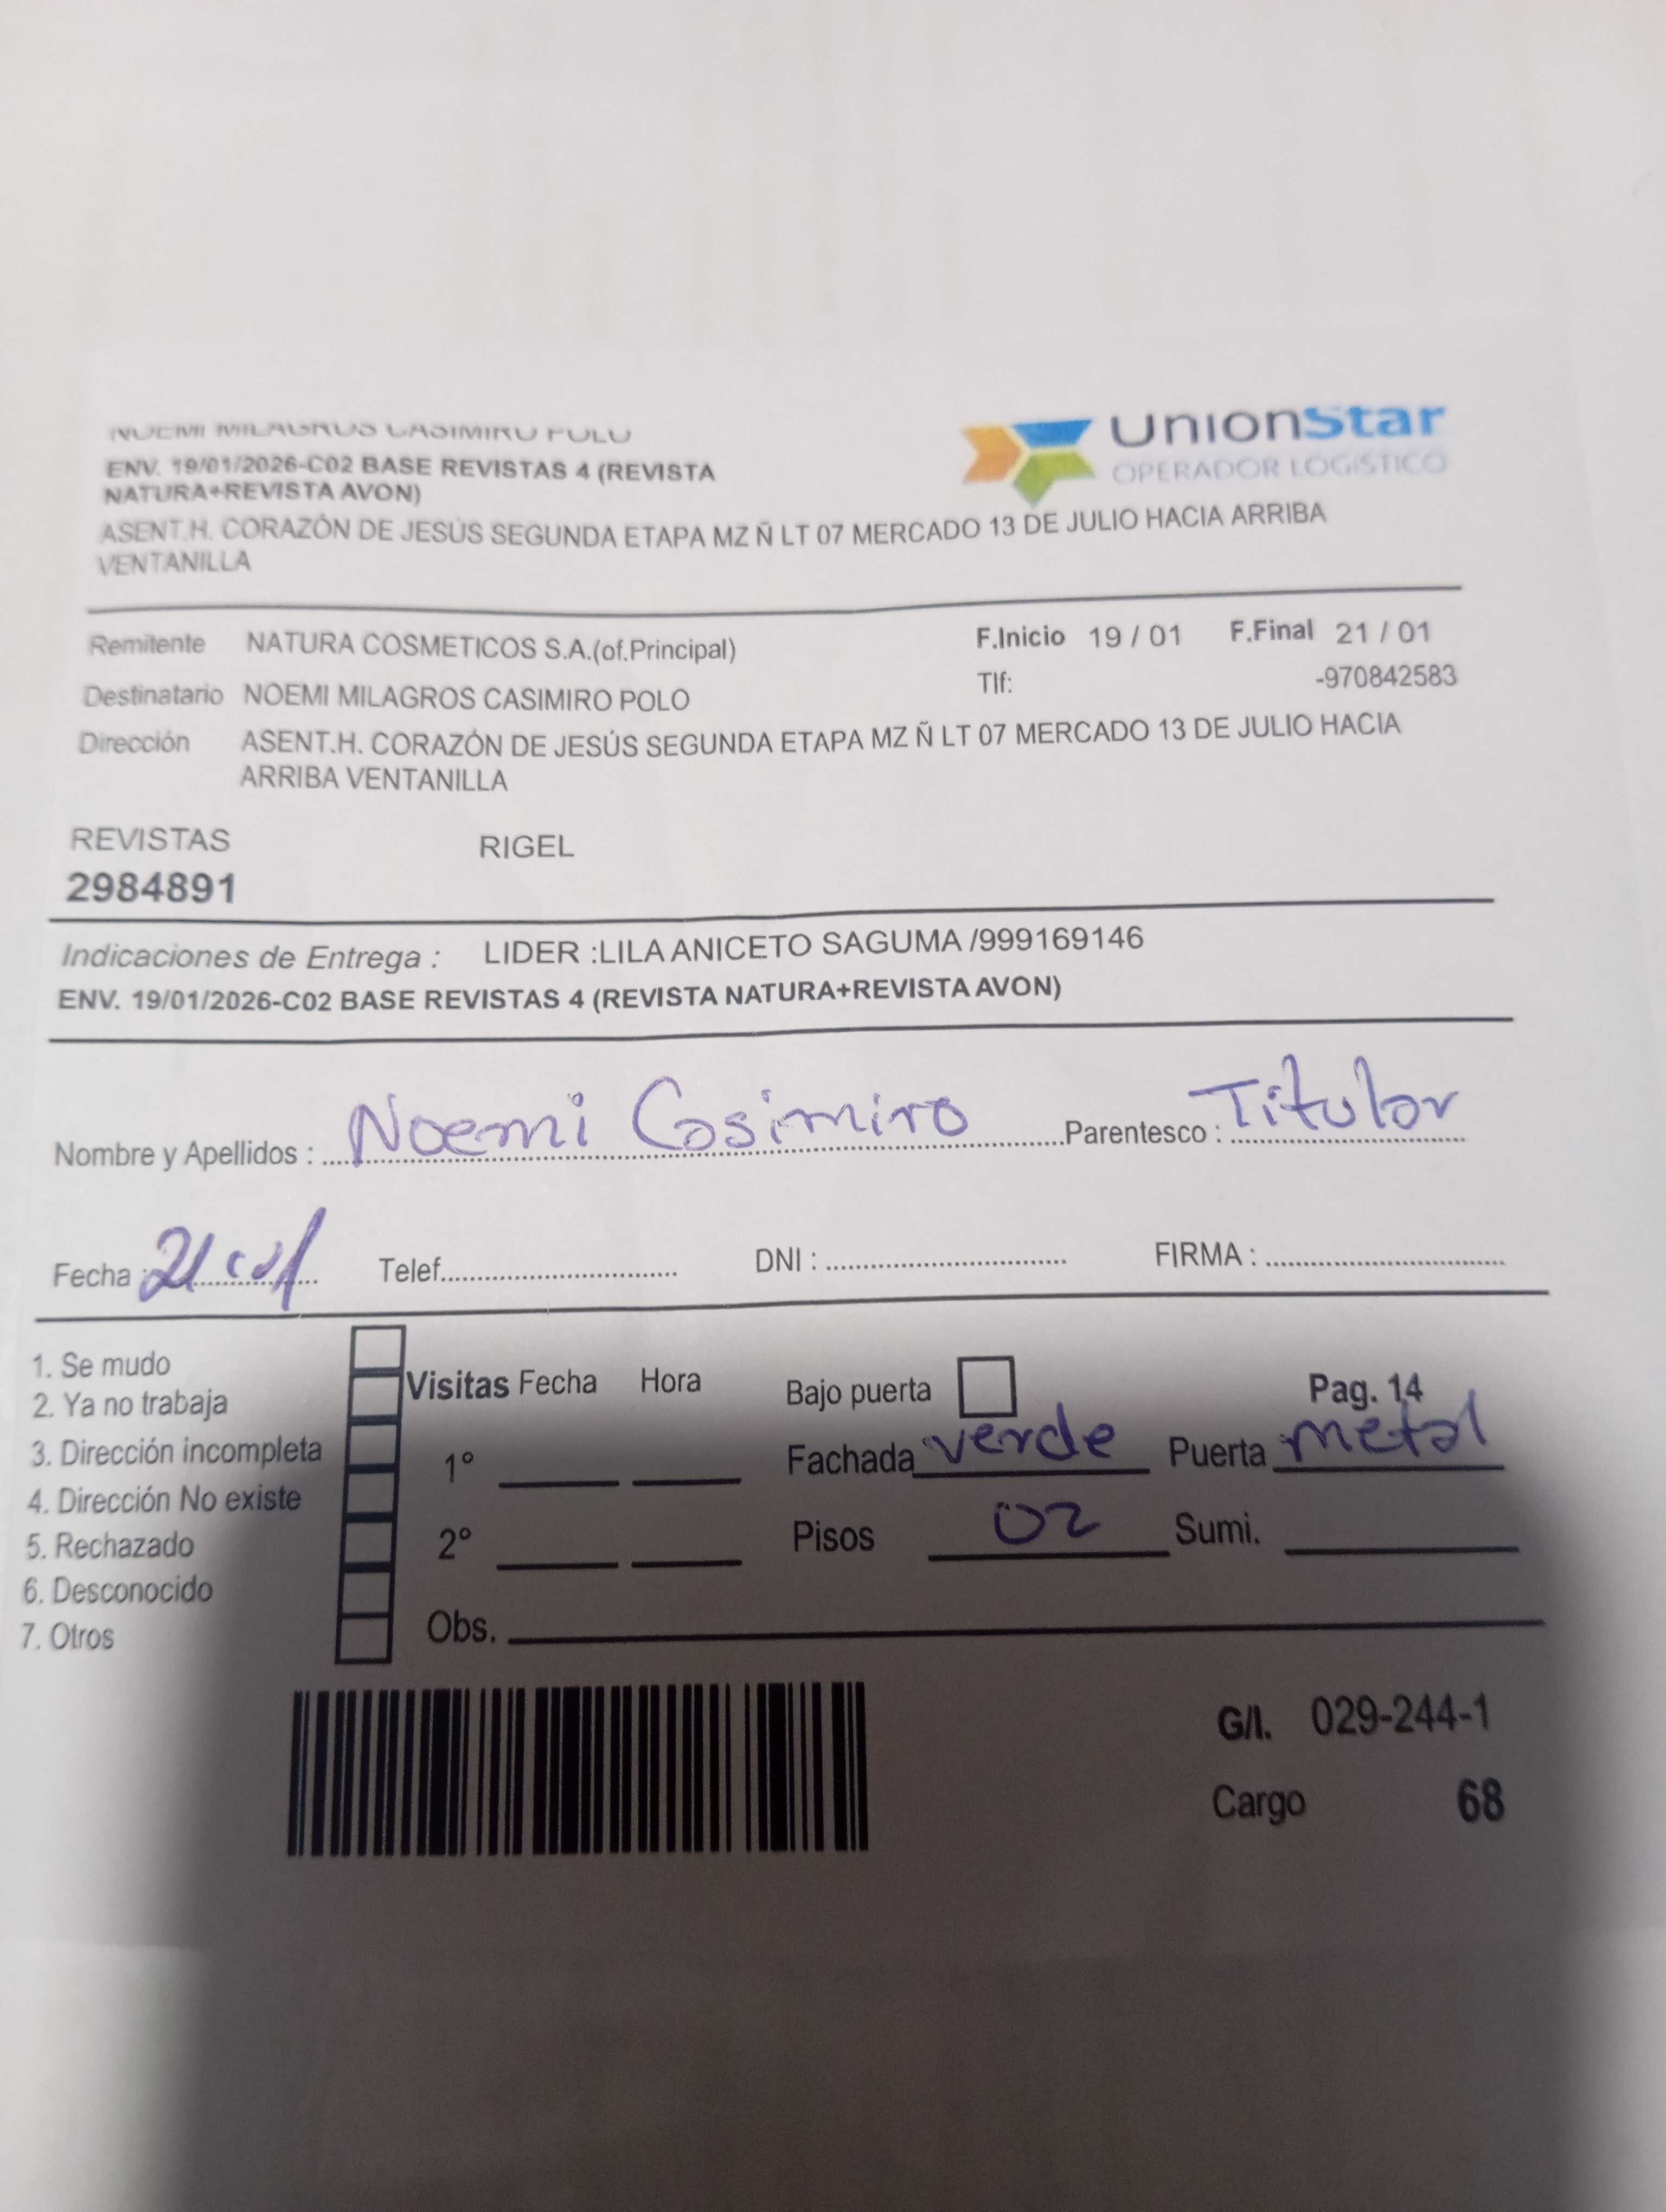 NOEMI MILAGROS CASIMIRO POLO
UnionStar
OPERADOR LOGÍSTICO
ENV. 19/01/2026-C02 BASE REVISTAS 4 (REVISTA
NATURA+REVISTA AVON)
ASENT.H. CORAZÓN DE JESÚS SEGUNDA ETAPA MZ Ñ LT 07 MERCADO 13 DE JULIO HACIA ARRIBA
VENTANILLA
Remitente NATURA COSMETICOS S.A.(of.Principal) F.Inicio 19 / 01 F.Final 21 / 01
Destinatario NOEMI MILAGROS CASIMIRO POLO Tlf: -970842583
Dirección ASENT.H. CORAZÓN DE JESÚS SEGUNDA ETAPA MZ Ñ LT 07 MERCADO 13 DE JULIO HACIA
ARRIBA VENTANILLA
REVISTAS RIGEL
2984891
Indicaciones de Entrega : LIDER :LILA ANICETO SAGUMA /999169146
ENV. 19/01/2026-C02 BASE REVISTAS 4 (REVISTA NATURA+REVISTA AVON)
Nombre y Apellidos : Noemi Casimiro Parentesco : Titular
Fecha : 21 Telef. DNI : FIRMA :
1. Se mudo
2. Ya no trabaja
3. Dirección incompleta
4. Dirección No existe
5. Rechazado
6. Desconocido
7. Otros
Visitas Fecha Hora Bajo puerta Pag. 14
1° Fachada verde Puerta metal
2° Pisos 02 Sumi.
Obs.
G/I. 029-244-1
Cargo 68